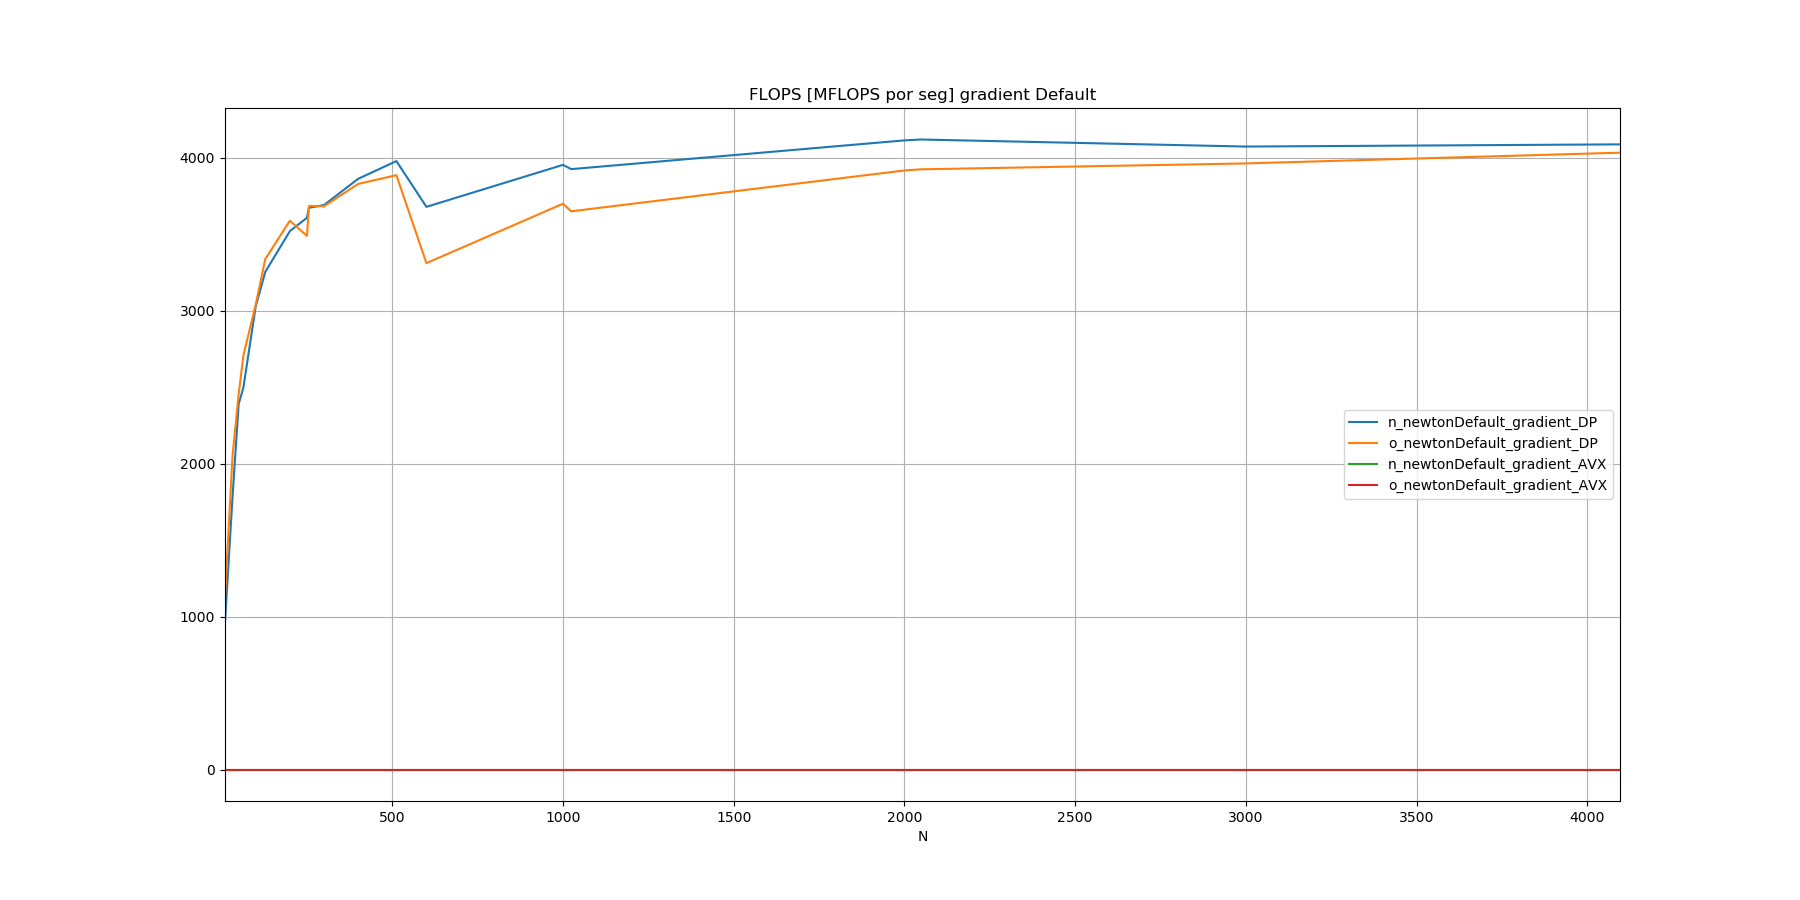 FLOPS [MFLOPS por seg] gradient Default
4000
3000
2000
1000
0
n_newtonDefault_gradient_DP
o_newtonDefault_gradient_DP
n_newtonDefault_gradient_AVX
o_newtonDefault_gradient_AVX
500 1000 1500 2000 2500 3000 3500 4000
N